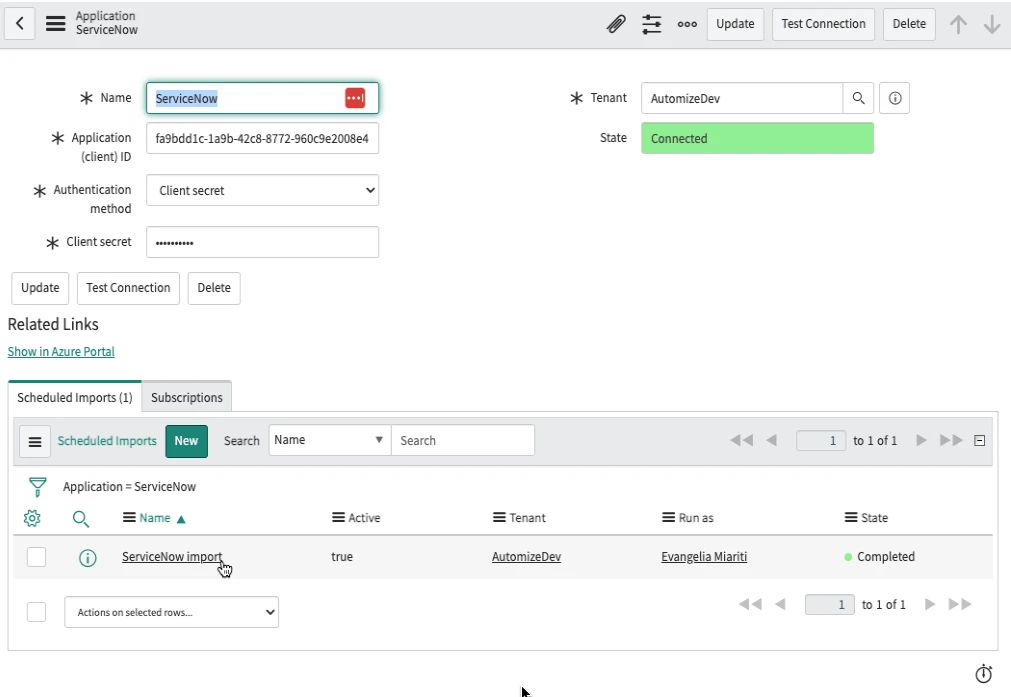 Application
ServiceNow
Update
Test Connection
Delete
Name
ServiceNow
Tenant
AutomizeDev
Application
(client) ID
fa9bdd1c-1a9b-42c8-8772-960c9e2008e4
State
Connected
Authentication
method
Client secret
Client secret
••••••••••
Update
Test Connection
Delete
Related Links
Show in Azure Portal
Scheduled Imports (1)
Subscriptions
Scheduled Imports
New
Search
Name
Search
1
to 1 of 1
Application = ServiceNow
Name
Active
Tenant
Run as
State
ServiceNow import
true
AutomizeDev
Evangelia Miariti
Completed
Actions on selected rows...
1
to 1 of 1